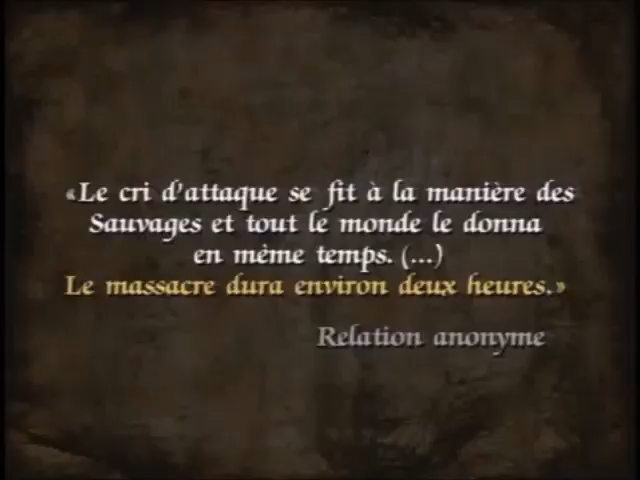 «Le cri d'attaque se fit à la manière des
Sauvages et tout le monde le donna
en même temps. (...)
Le massacre dura environ deux heures.»
Relation anonyme